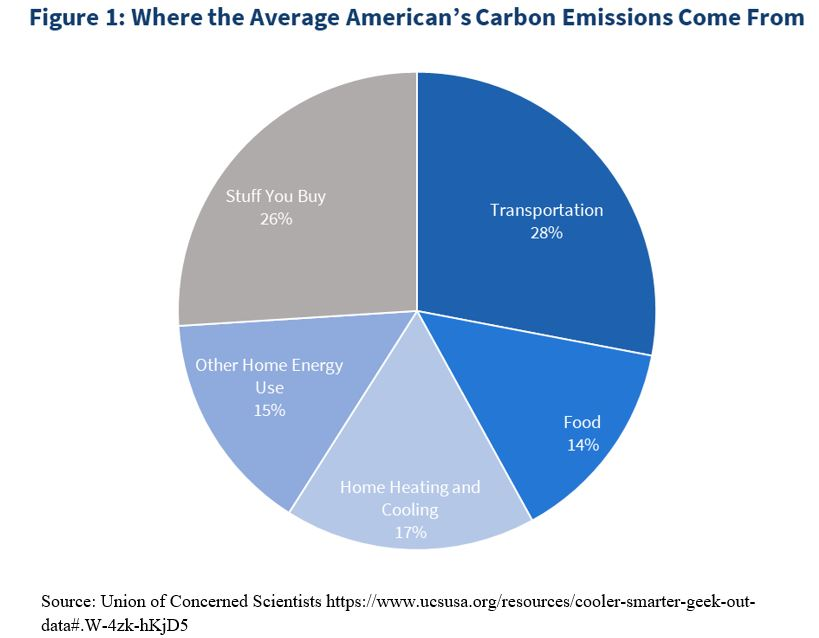 Figure 1: Where the Average American’s Carbon Emissions Come From
Stuff You Buy
26%
Transportation
28%
Other Home Energy
Use
15%
Food
14%
Home Heating and
Cooling
17%
Source: Union of Concerned Scientists https://www.ucsusa.org/resources/cooler-smarter-geek-out-
data#.W-4zk-hKjD5